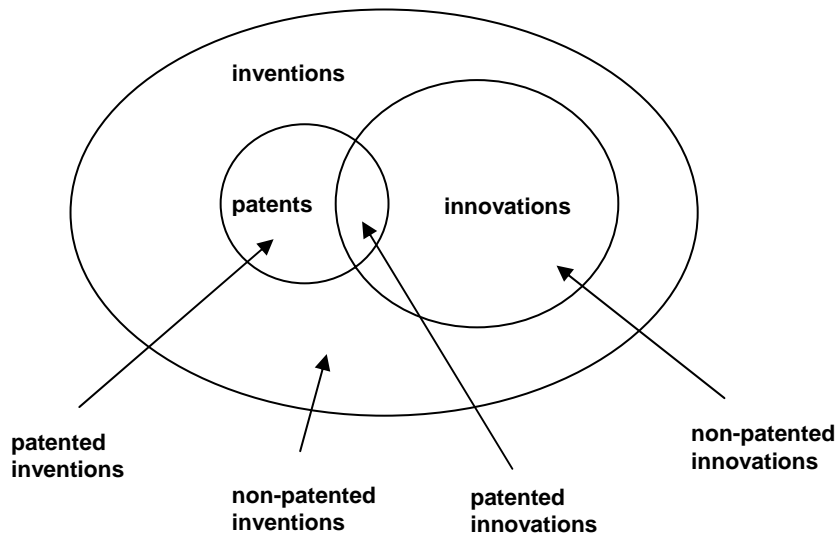 inventions
patents
innovations
patented
inventions
non-patented
inventions
patented
innovations
non-patented
innovations